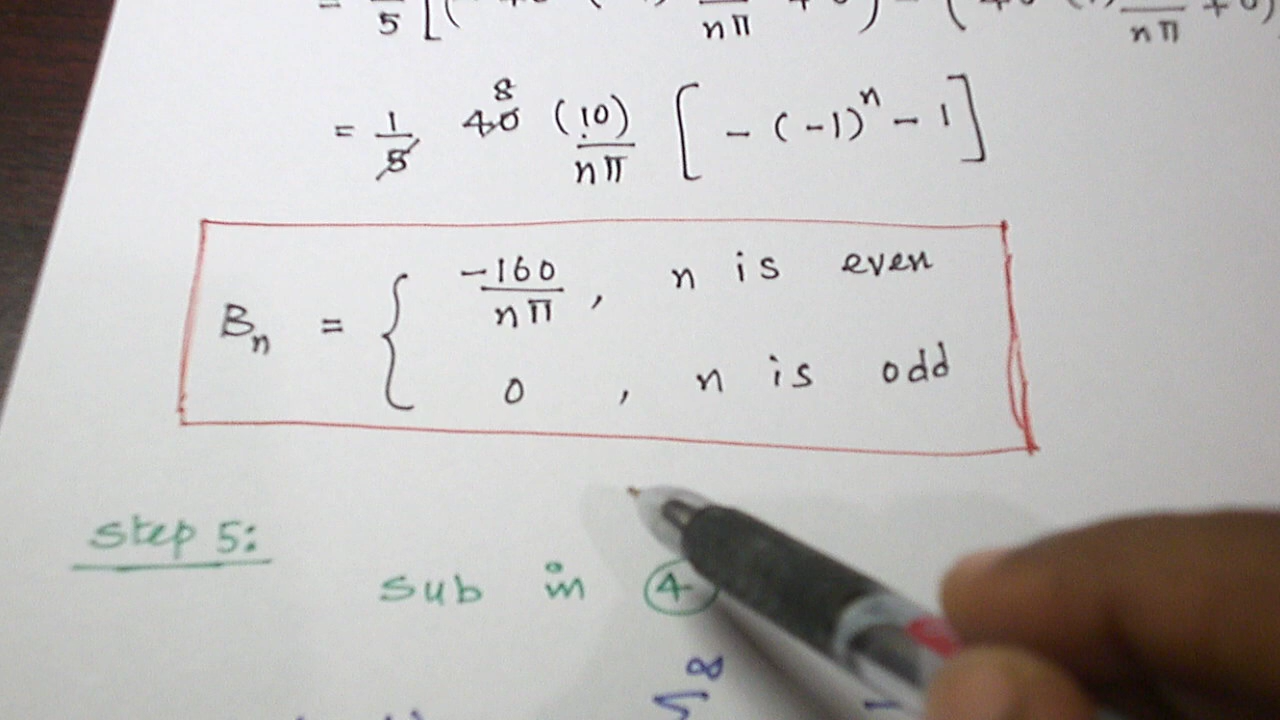 = 1/5 40 8 (10)/nπ [ - (-1)^n - 1 ]
B_n = { -160/nπ , n is even
0 , n is odd
Step 5:
Sub in ④